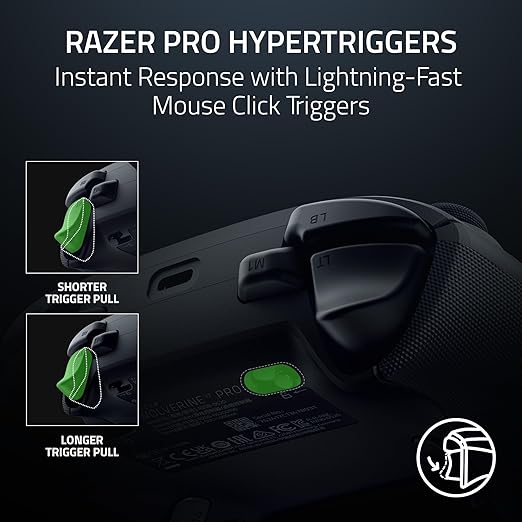 RAZER PRO HYPERTRIGGERS
Instant Response with Lightning-Fast
Mouse Click Triggers
LB
M1
LT
SHORTER
TRIGGER PULL
WOLVERINE PRO
LONGER
TRIGGER PULL